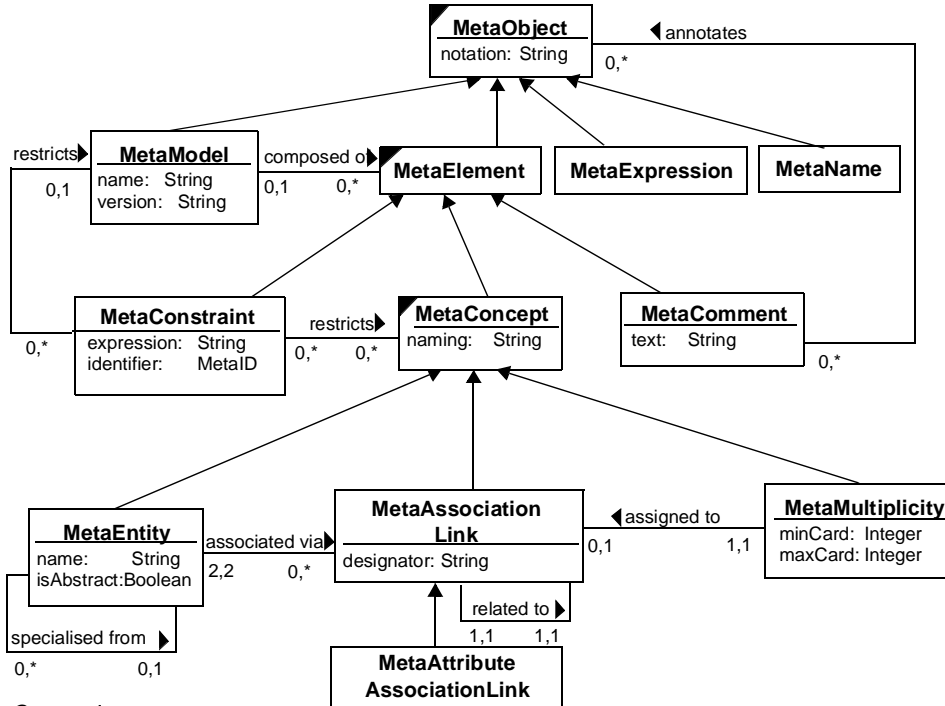 MetaObject
notation: String
annotates
0,*
restricts
0,1
MetaModel
name: String
version: String
composed o
0,1
0,*
MetaElement
MetaExpression
MetaName
MetaConstraint
expression: String
identifier: MetaID
0,*
restricts
0,*
0,*
MetaConcept
naming: String
MetaComment
text: String
0,*
MetaEntity
name: String
isAbstract:Boolean
associated via
2,2
0,*
MetaAssociation
Link
designator: String
assigned to
0,1
1,1
MetaMultiplicity
minCard: Integer
maxCard: Integer
specialised from
0,*
0,1
related to
1,1
1,1
MetaAttribute
AssociationLink